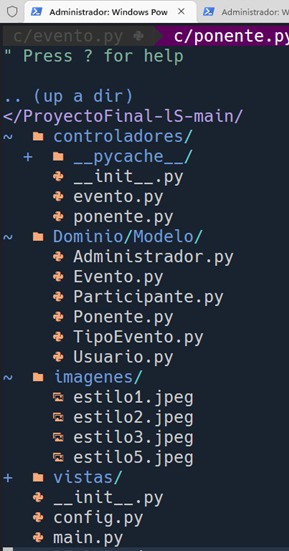 Administrador: Windows Pow
Administrador: Windows
c/evento.py
c/ponente.py
" Press ? for help
.. (up a dir)
</ProyectoFinal-lS-main/
~ controladores/
+ __pycache__/
__init__.py
evento.py
ponente.py
~ Dominio/Modelo/
Administrador.py
Evento.py
Participante.py
Ponente.py
TipoEvento.py
Usuario.py
~ imagenes/
estilo1.jpeg
estilo2.jpeg
estilo3.jpeg
estilo5.jpeg
+ vistas/
__init__.py
config.py
main.py